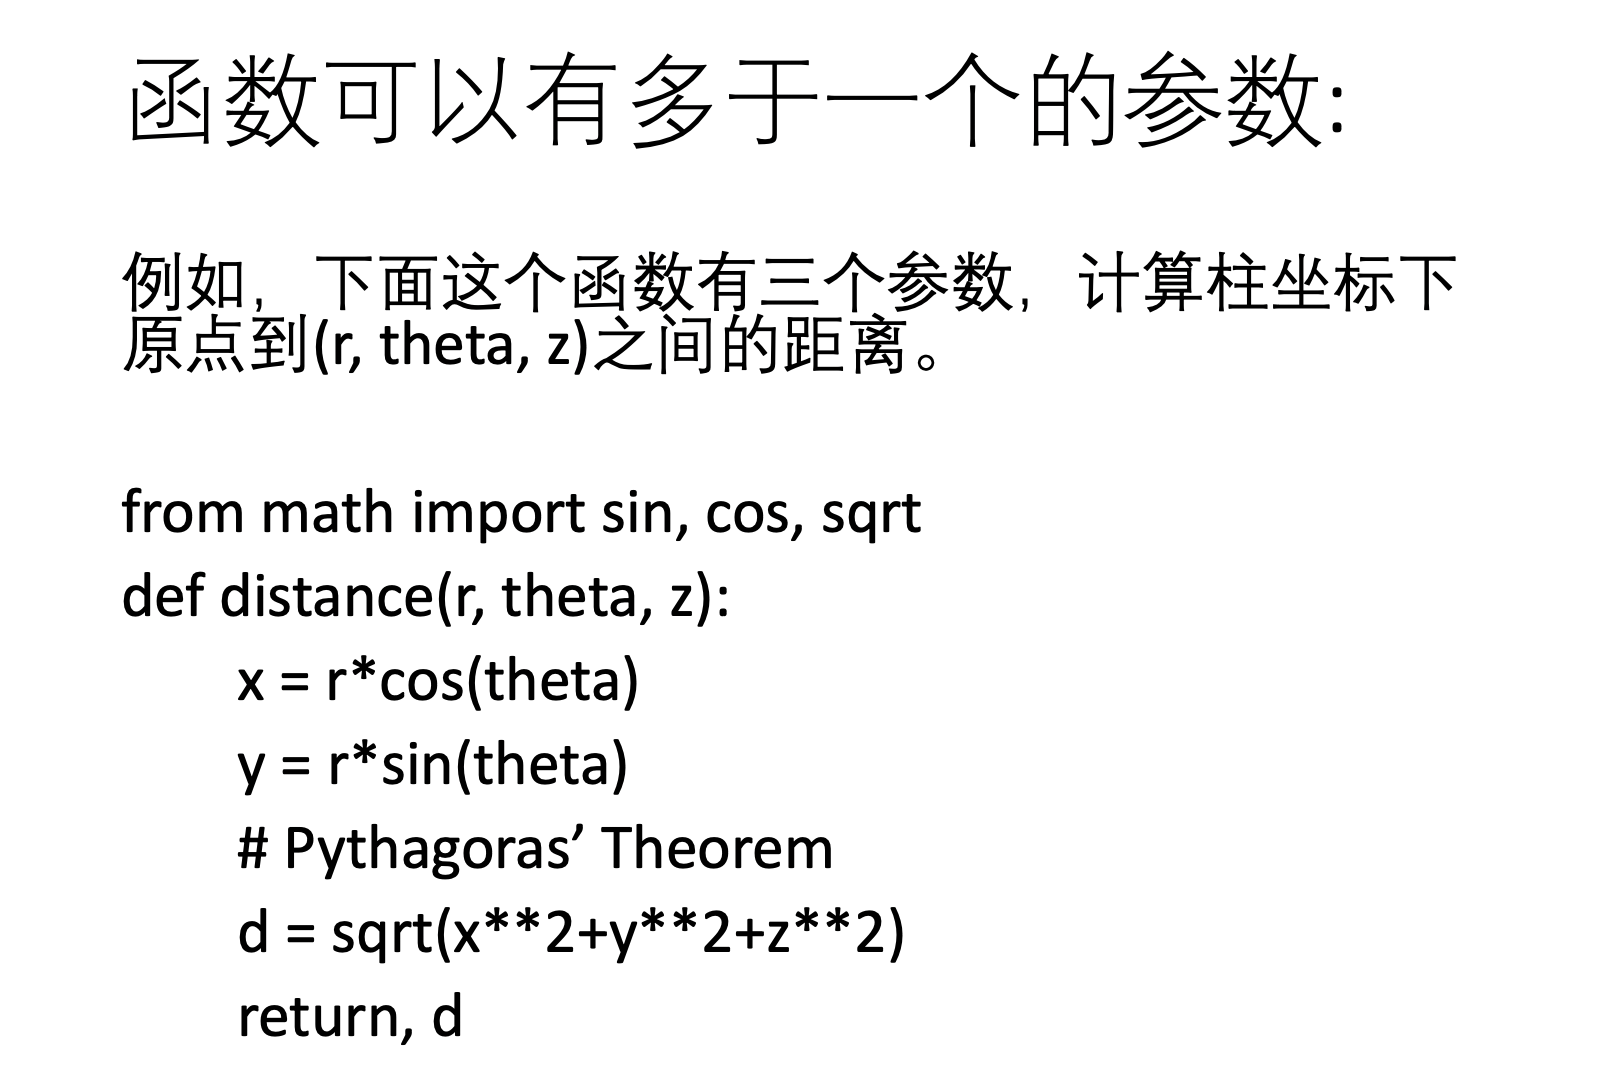 函数可以有多于一个的参数:
例如，下面这个函数有三个参数，计算柱坐标下
原点到(r, theta, z)之间的距离。
from math import sin, cos, sqrt
def distance(r, theta, z):
x = r*cos(theta)
y = r*sin(theta)
# Pythagoras’ Theorem
d = sqrt(x**2+y**2+z**2)
return, d